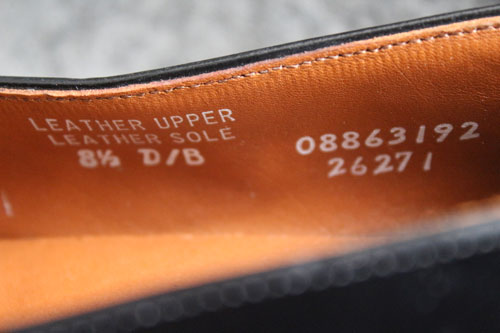 LEATHER UPPER
LEATHER SOLE
8½ D/B
08863192
26271